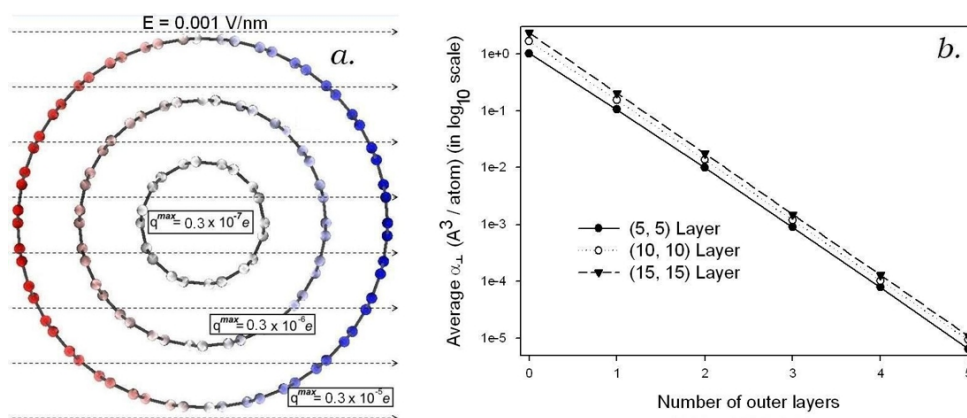 E = 0.001 V/nm
a.
q^max = 0.3 x 10^-7 e
q^max = 0.3 x 10^-6 e
q^max = 0.3 x 10^-5 e
b.
Average α⊥ (A^3 / atom) (in log10 scale)
1e+0
1e-1
1e-2
1e-3
1e-4
1e-5
(5, 5) Layer
(10, 10) Layer
(15, 15) Layer
0 1 2 3 4 5
Number of outer layers